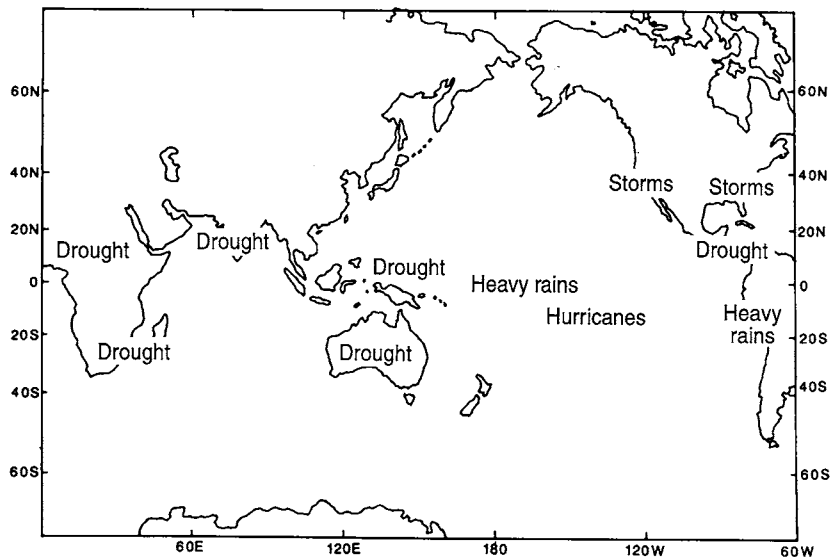 60N
60N
40N
40N
Storms
Storms
20N
20N
Drought
Drought
Drought
Drought
0
Heavy rains
0
Hurricanes
Heavy
rains
20S
20S
Drought
Drought
40S
40S
60S
60S
60E
120E
180
120W
60W